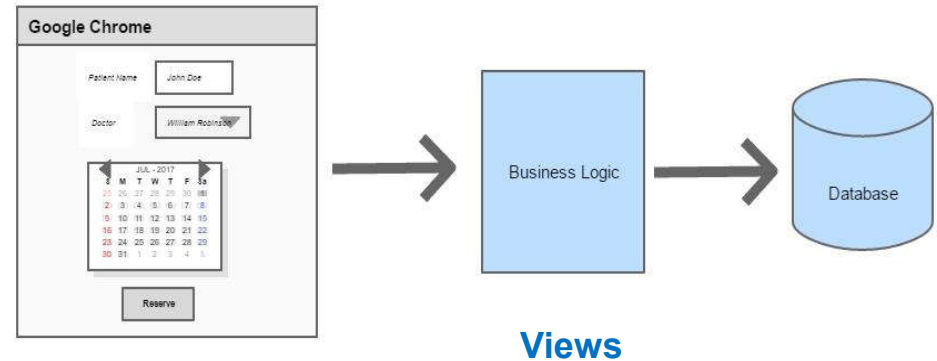 Google Chrome
Patient Name
John Doe
Doctor
William Robinson
JUL - 2017
S M T W T F Sa
25 26 27 28 29 30 1
2 3 4 5 6 7 8
9 10 11 12 13 14 15
16 17 18 19 20 21 22
23 24 25 26 27 28 29
30 31 1 2 3 4 5
Reserve
Business Logic
Database
Views